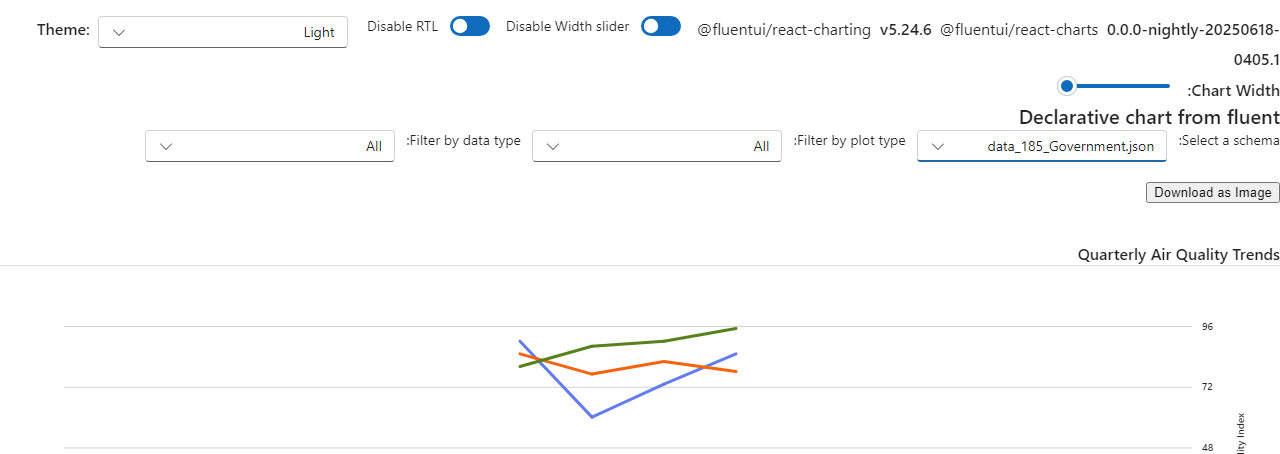 Theme: Light Disable RTL Disable Width slider @fluentui/react-charting v5.24.6 @fluentui/react-charts 0.0.0-nightly-20250618-
0405.1
:Chart Width
Declarative chart from fluent
:Select a schema data_185_Government.json :Filter by plot type All :Filter by data type All
Download as Image
Quarterly Air Quality Trends
96
72
48
lity Index